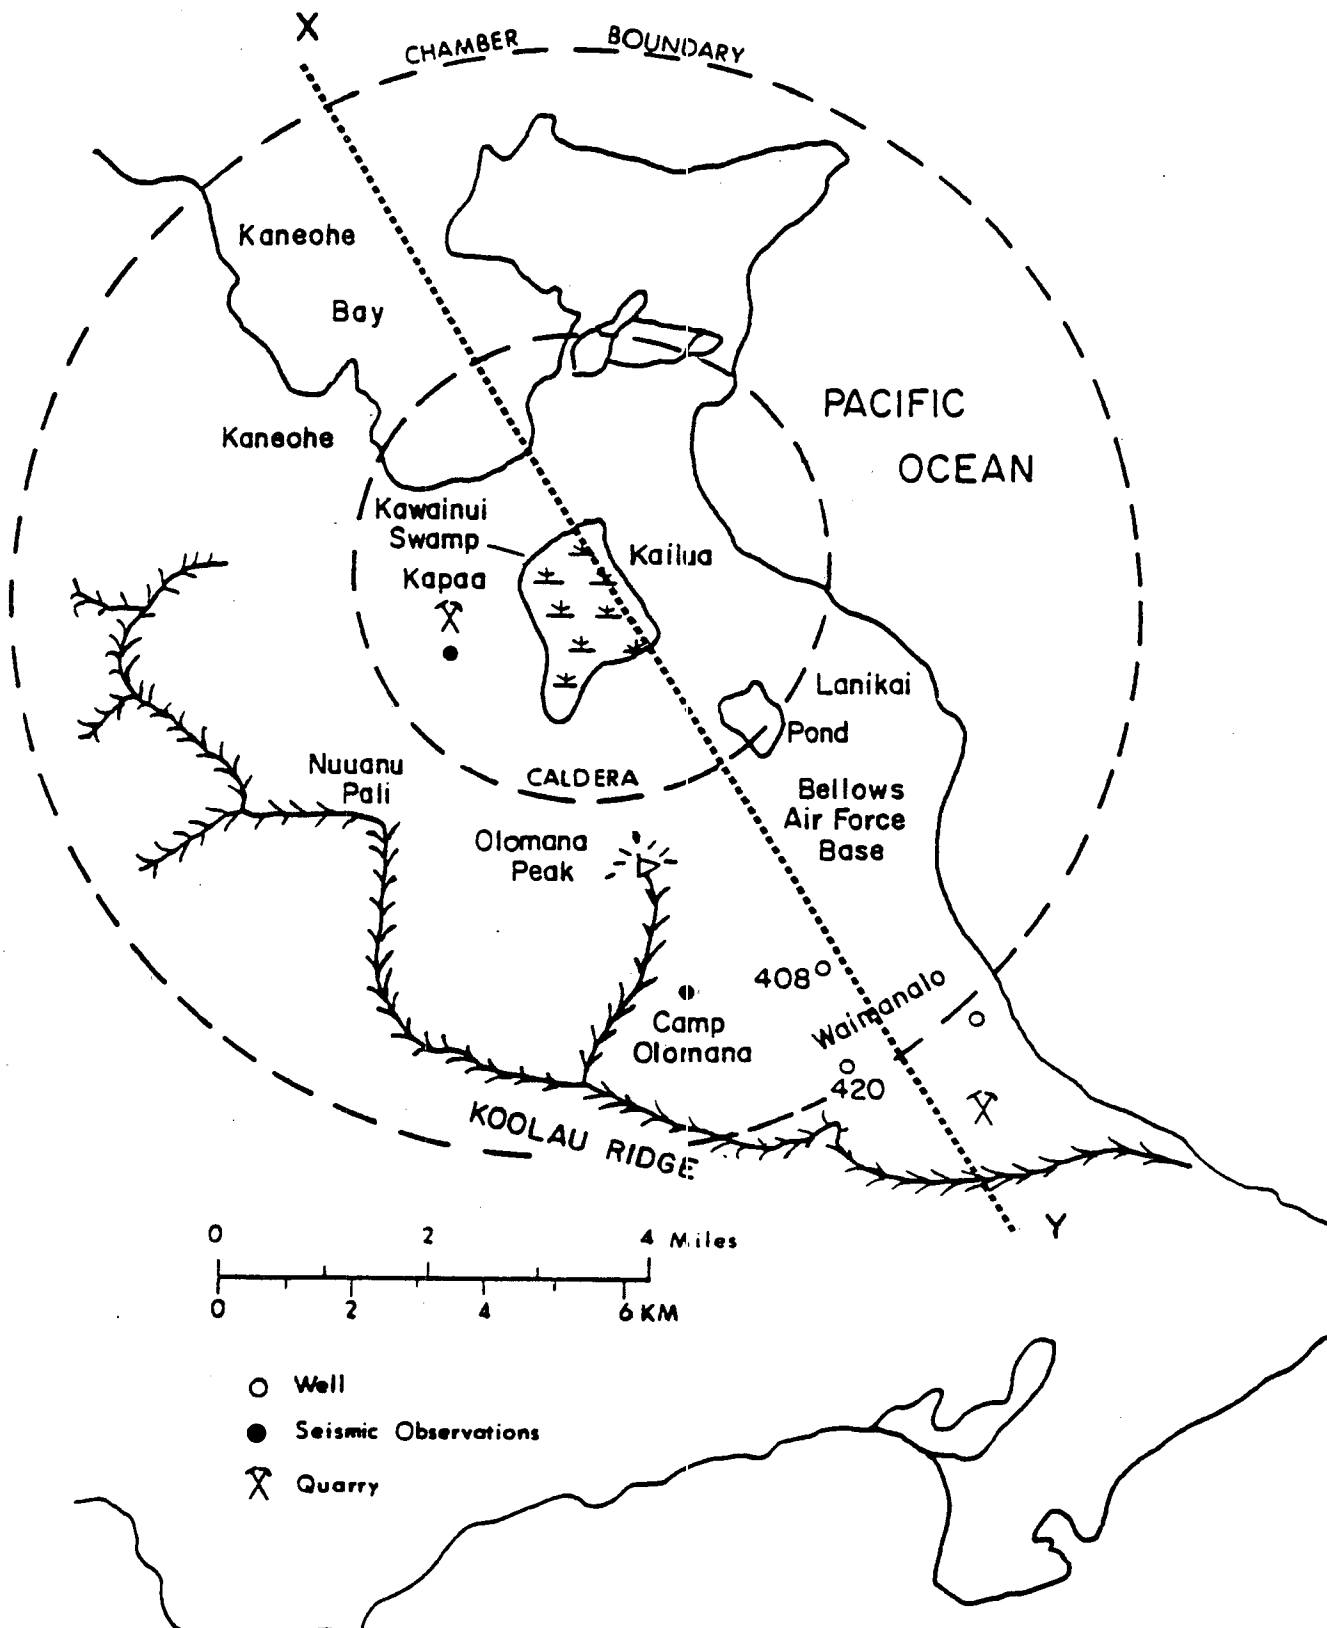 X
CHAMBER BOUNDARY
Kaneohe
Bay
PACIFIC
OCEAN
Kaneohe
Kawainui
Swamp
Kailua
Kapaa
Lanikai
Pond
Nuuanu
Pali
CALDERA
Bellows
Air Force
Base
Olomana
Peak
408
Waimanalo
Camp
Olomana
420
KOOLAU RIDGE
Y
0 2 4 Miles
0 2 4 6 KM
Well
Seismic Observations
Quarry